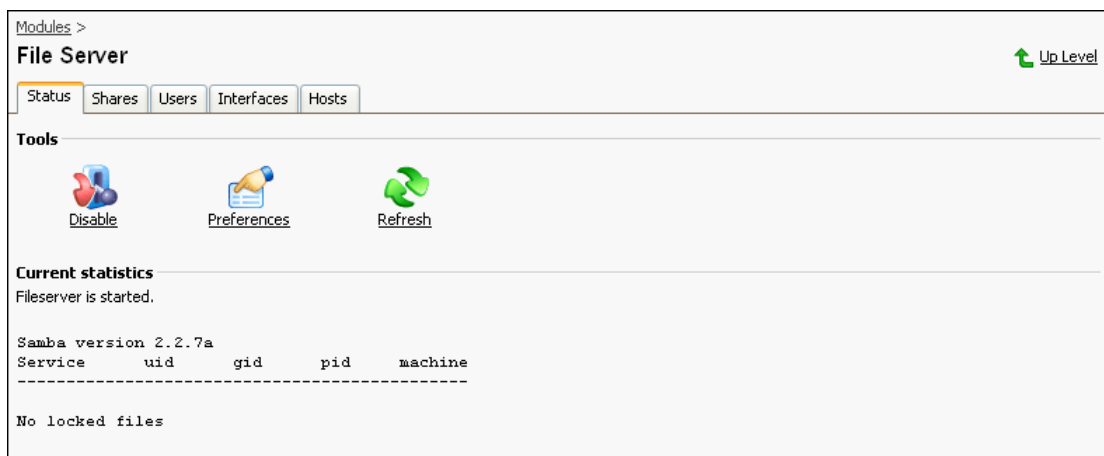 Modules >
File Server
Up Level
Status Shares Users Interfaces Hosts
Tools
Disable Preferences Refresh
Current statistics
Fileserver is started.
Samba version 2.2.7a
Service uid gid pid machine
----------------------------------------------
No locked files